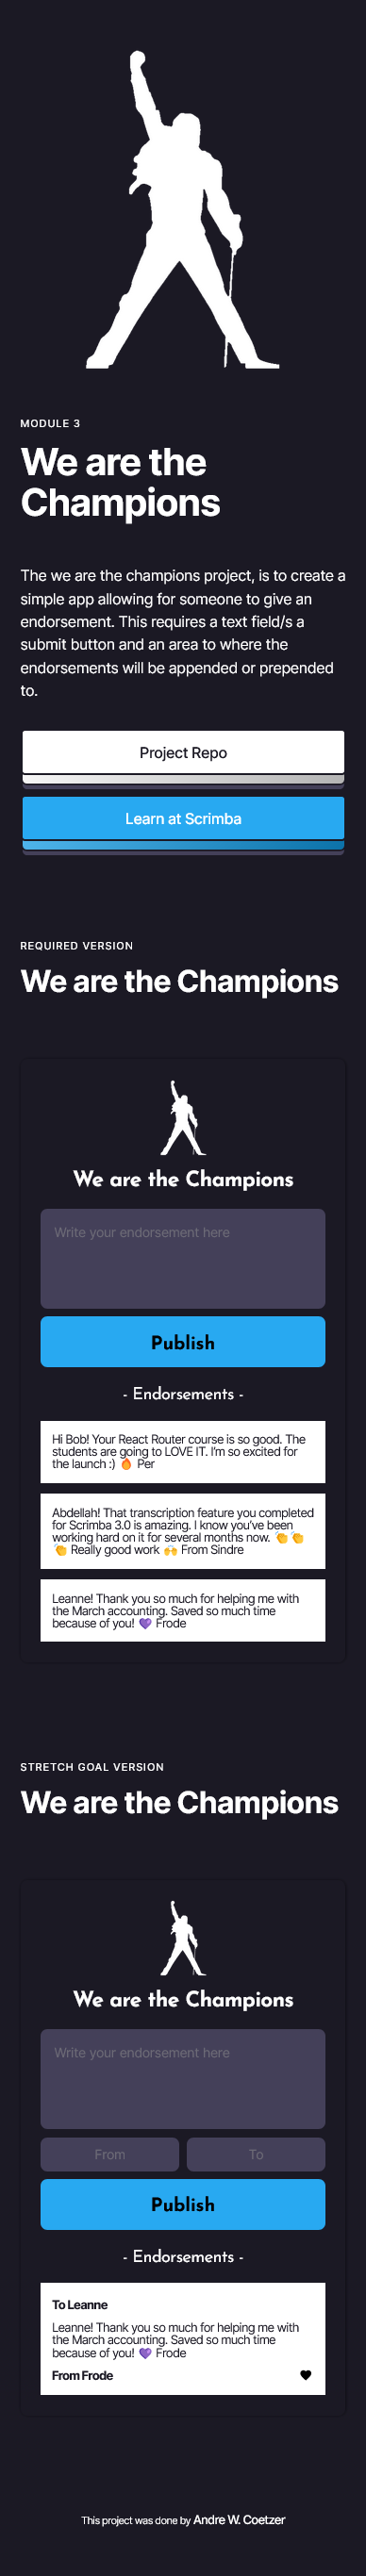 MODULE 3
We are the
Champions
The we are the champions project, is to create a
simple app allowing for someone to give an
endorsement. This requires a text field/s a
submit button and an area to where the
endorsements will be appended or prepended
to.
Project Repo
Learn at Scrimba
REQUIRED VERSION
We are the Champions
We are the Champions
Write your endorsement here
Publish
- Endorsements -
Hi Bob! Your React Router course is so good. The
students are going to LOVE IT. I'm so excited for
the launch :) 🔥 Per
Abdellah! That transcription feature you completed
for Scrimba 3.0 is amazing. I know you've been
working hard on it for several months now. 👏👏
👏 Really good work 🙌 From Sindre
Leanne! Thank you so much for helping me with
the March accounting. Saved so much time
because of you! 💜 Frode
STRETCH GOAL VERSION
We are the Champions
We are the Champions
Write your endorsement here
From To
Publish
- Endorsements -
To Leanne
Leanne! Thank you so much for helping me with
the March accounting. Saved so much time
because of you! 💜 Frode
From Frode ♥
This project was done by Andre W. Coetzer